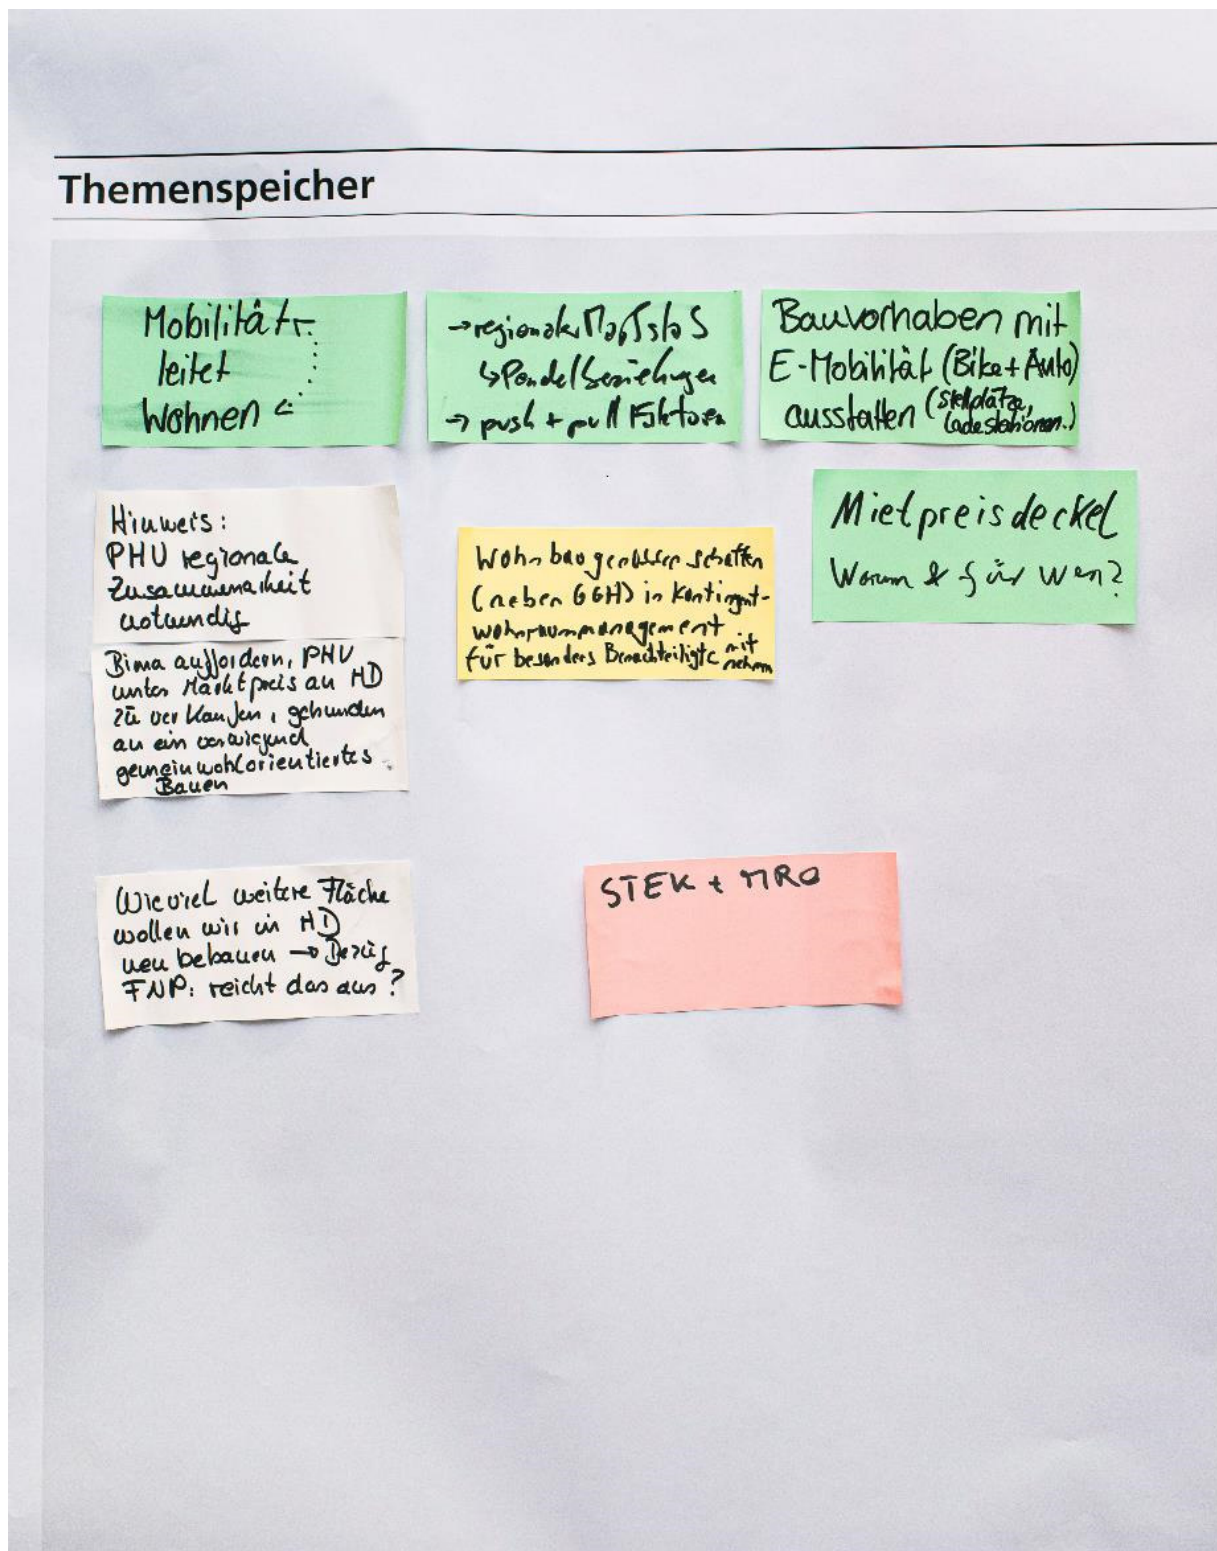 Themenspeicher
Mobilität
leitet
Wohnen
→ regionaler Maßstab
↳ Pendelbeziehungen
→ push + pull Faktoren
Bauvorhaben mit
E-Mobilität (Bike + Auto)
ausstatten (Stellplätze,
Ladestationen.)
Mietpreisdeckel
Warum & für wen?
Hinweis:
PHV regionale
Zusammenarbeit
notwendig
Wohnbaugenossenschaften
(neben GGH) in Kontingent-
wohnraummanagement
für besonders Benachteiligte mit
nehmen
Bima auffordern, PHV
unter Marktpreis an HD
zu verkaufen, gebunden
an ein vorwiegend
gemeinwohlorientiertes
Bauen
Wieviel weitere Fläche
wollen wir in HD
neu bebauen → Bezug
FNP: reicht das aus?
STEK + MRO